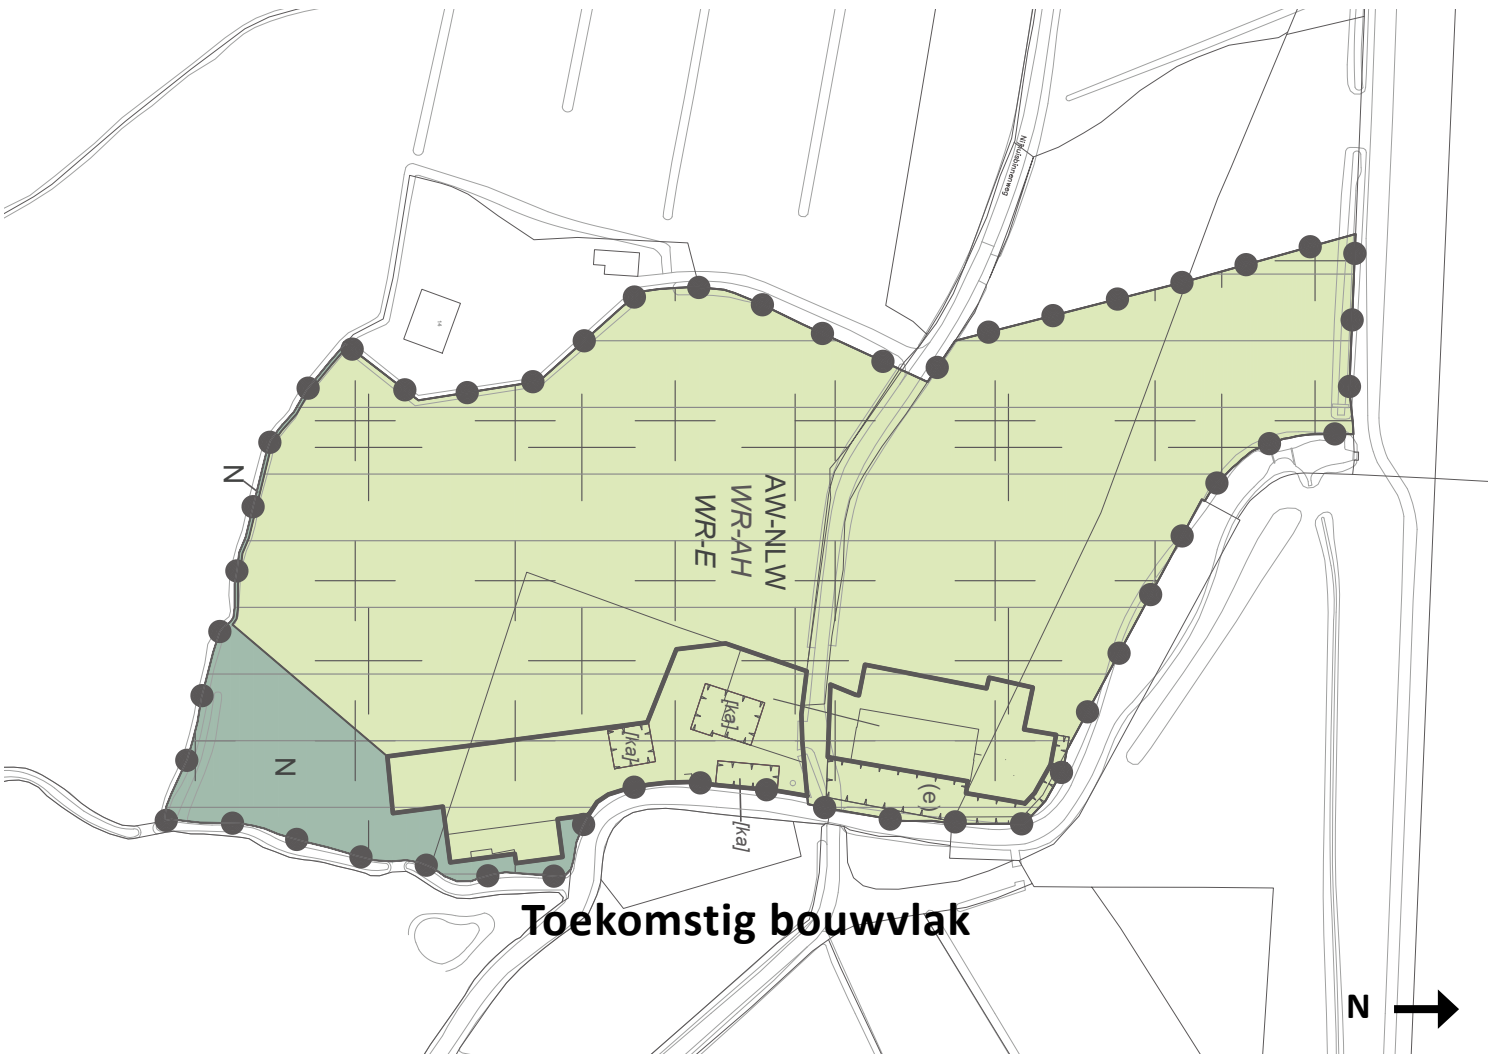 N
AW-NLW
WR-AH
WR-E
[ka]
[ka]
[ka]
(e)
N
Toekomstig bouwvlak
N